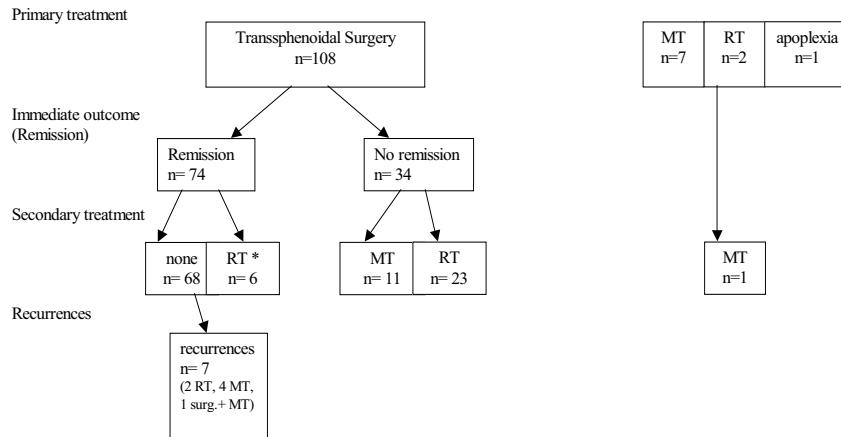 Primary treatment
Transsphenoidal Surgery
n=108
MT
n=7
RT
n=2
apoplexia
n=1
Immediate outcome
(Remission)
Remission
n= 74
No remission
n= 34
Secondary treatment
none
n= 68
RT *
n= 6
MT
n= 11
RT
n= 23
MT
n=1
Recurrences
recurrences
n= 7
(2 RT, 4 MT,
1 surg.+ MT)